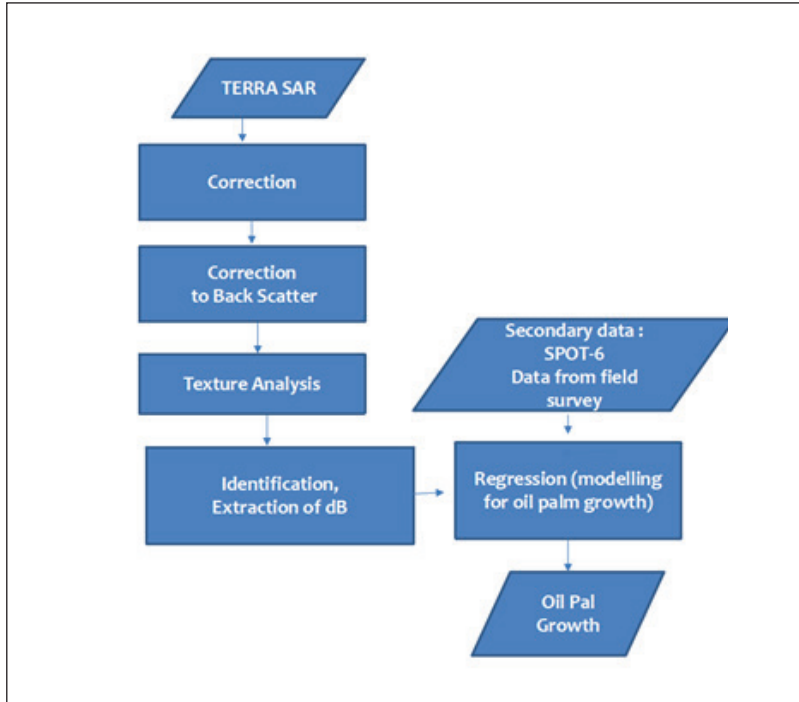 TERRA SAR
Correction
Correction
to Back Scatter
Texture Analysis
Identification,
Extraction of dB
Secondary data :
SPOT-6
Data from field
survey
Regression (modelling
for oil palm growth)
Oil Pal
Growth